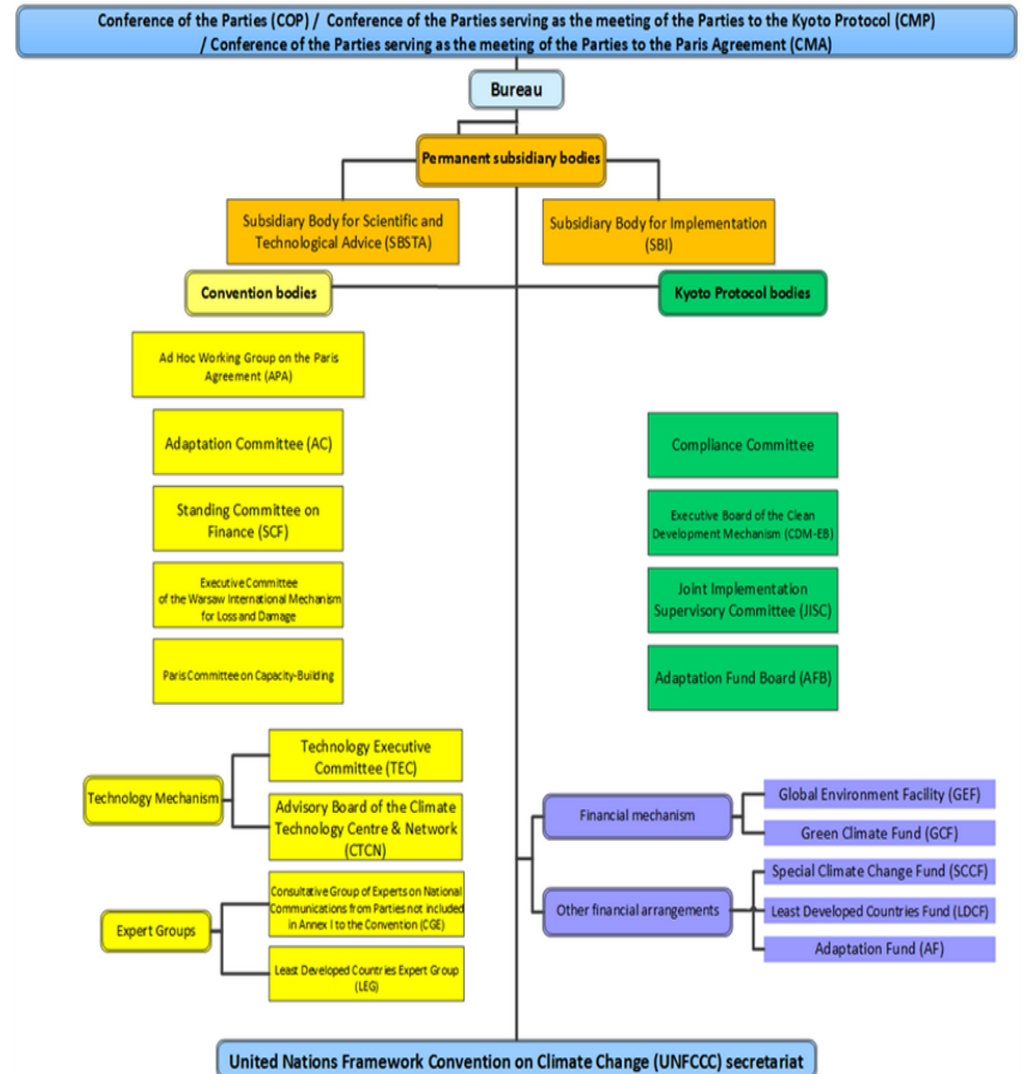 Conference of the Parties (COP) / Conference of the Parties serving as the meeting of the Parties to the Kyoto Protocol (CMP)
/ Conference of the Parties serving as the meeting of the Parties to the Paris Agreement (CMA)
Bureau
Permanent subsidiary bodies
Subsidiary Body for Scientific and
Technological Advice (SBSTA)
Subsidiary Body for Implementation
(SBI)
Convention bodies
Kyoto Protocol bodies
Ad Hoc Working Group on the Paris
Agreement (APA)
Adaptation Committee (AC)
Standing Committee on
Finance (SCF)
Executive Committee
of the Warsaw International Mechanism
for Loss and Damage
Paris Committee on Capacity-Building
Compliance Committee
Executive Board of the Clean
Development Mechanism (CDM-EB)
Joint Implementation
Supervisory Committee (JISC)
Adaptation Fund Board (AFB)
Technology Mechanism
Technology Executive
Committee (TEC)
Advisory Board of the Climate
Technology Centre & Network
(CTCN)
Expert Groups
Consultative Group of Experts on National
Communications from Parties not included
in Annex I to the Convention (CGE)
Least Developed Countries Expert Group
(LEG)
Financial mechanism
Global Environment Facility (GEF)
Green Climate Fund (GCF)
Other financial arrangements
Special Climate Change Fund (SCCF)
Least Developed Countries Fund (LDCF)
Adaptation Fund (AF)
United Nations Framework Convention on Climate Change (UNFCCC) secretariat